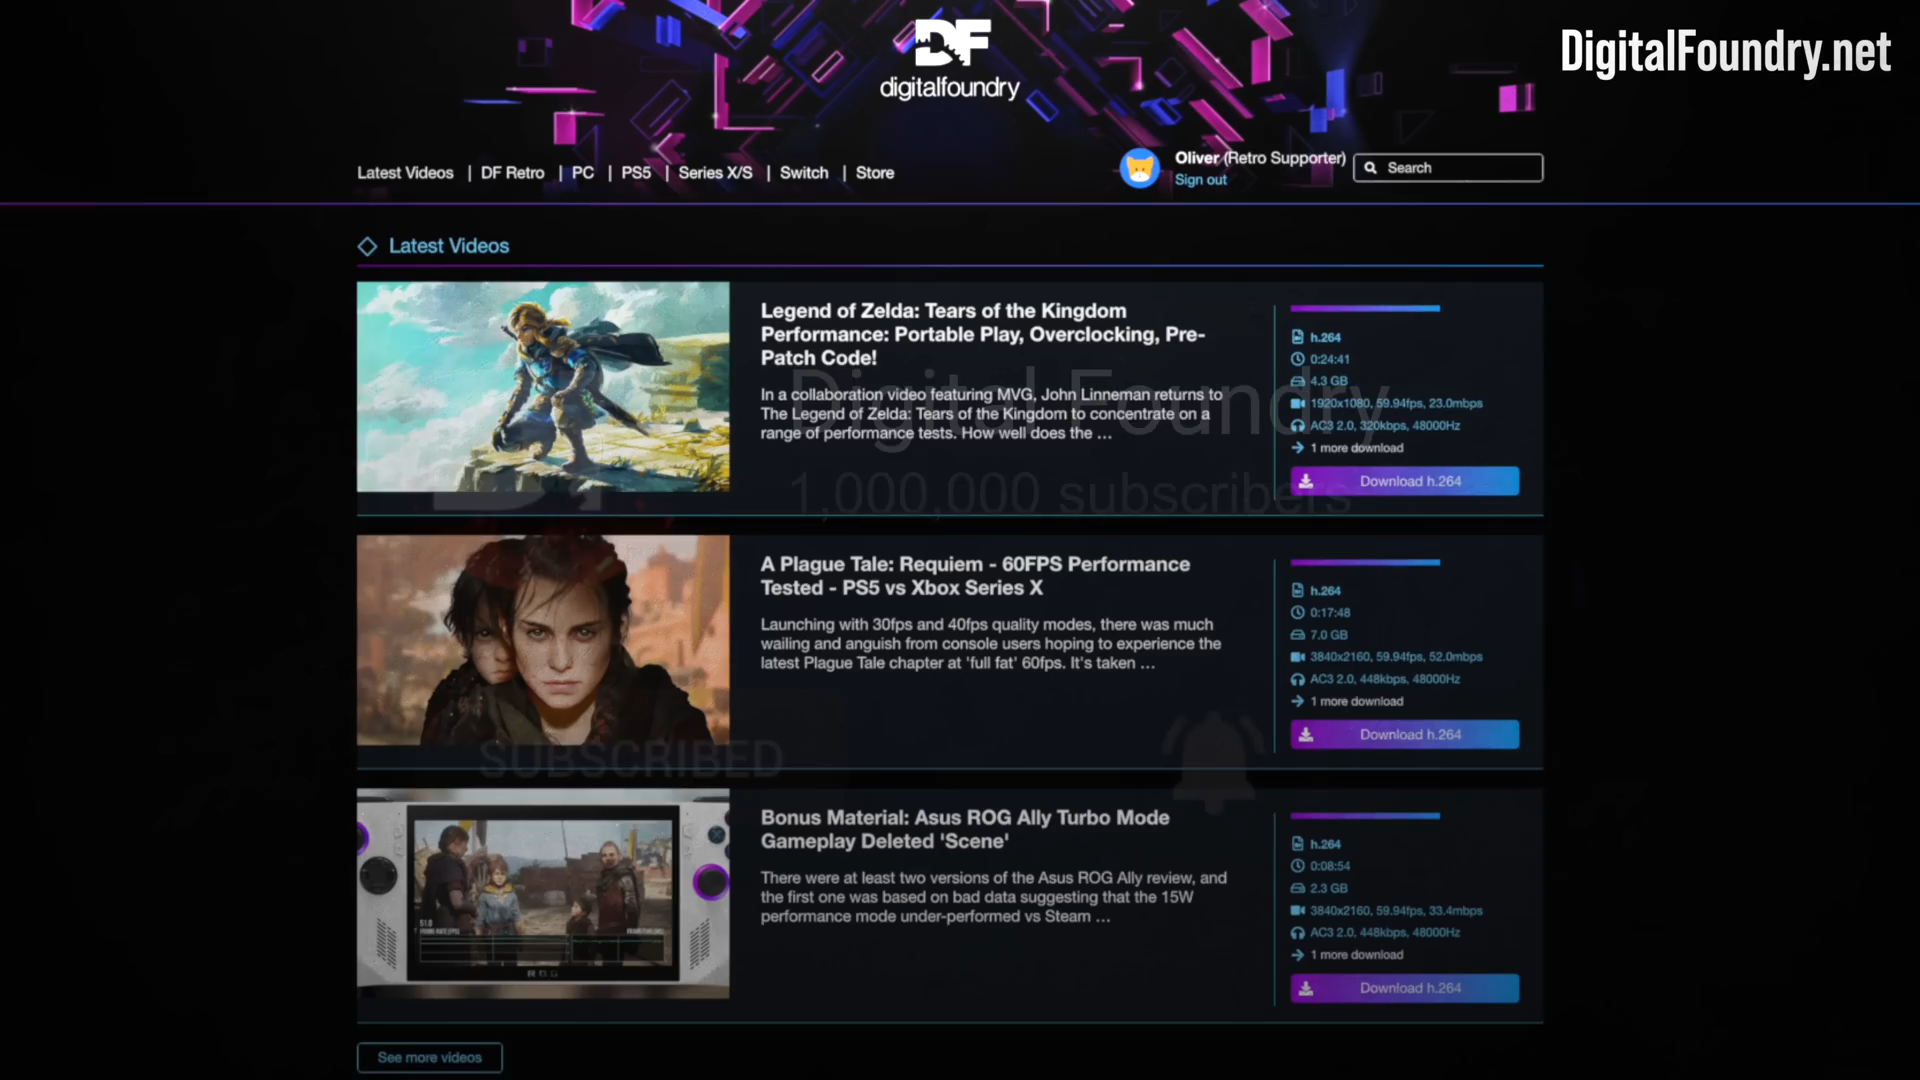 DigitalFoundry.net
DF
digitalfoundry
Latest Videos | DF Retro | PC | PS5 | Series X/S | Switch | Store
Oliver (Retro Supporter)
Sign out
Search
Latest Videos
Legend of Zelda: Tears of the Kingdom
Performance: Portable Play, Overclocking, Pre-
Patch Code!
In a collaboration video featuring MVG, John Linneman returns to
The Legend of Zelda: Tears of the Kingdom to concentrate on a
range of performance tests. How well does the ...
h.264
0:24:41
4.3 GB
1920x1080, 59.94fps, 23.0mbps
AC3 2.0, 320kbps, 48000Hz
1 more download
Download h.264
Digital Foundry
1,000,000 subscribers
A Plague Tale: Requiem - 60FPS Performance
Tested - PS5 vs Xbox Series X
Launching with 30fps and 40fps quality modes, there was much
wailing and anguish from console users hoping to experience the
latest Plague Tale chapter at 'full fat' 60fps. It's taken ...
h.264
0:17:48
7.0 GB
3840x2160, 59.94fps, 52.0mbps
AC3 2.0, 448kbps, 48000Hz
1 more download
Download h.264
SUBSCRIBED
Bonus Material: Asus ROG Ally Turbo Mode
Gameplay Deleted 'Scene'
There were at least two versions of the Asus ROG Ally review, and
the first one was based on bad data suggesting that the 15W
performance mode under-performed vs Steam ...
h.264
0:08:54
2.3 GB
3840x2160, 59.94fps, 33.4mbps
AC3 2.0, 448kbps, 48000Hz
1 more download
Download h.264
ROG
See more videos